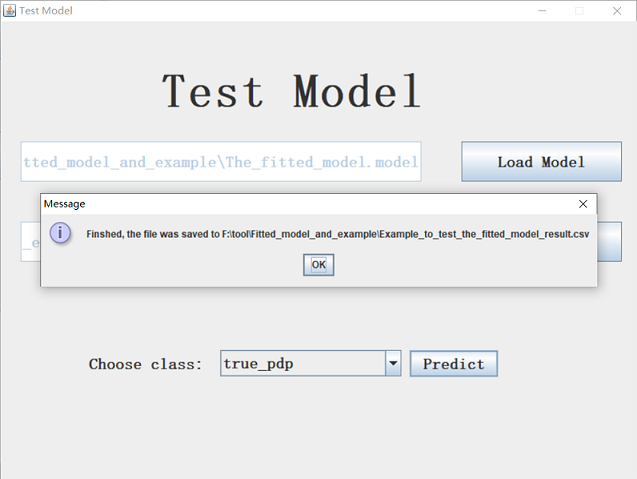 Test Model
Test Model
tted_model_and_example\The_fitted_model.model
Load Model
Message
Finshed, the file was saved to F:\tool\Fitted_model_and_example\Example_to_test_the_fitted_model_result.csv
_e
OK
Choose class:
true_pdp
Predict